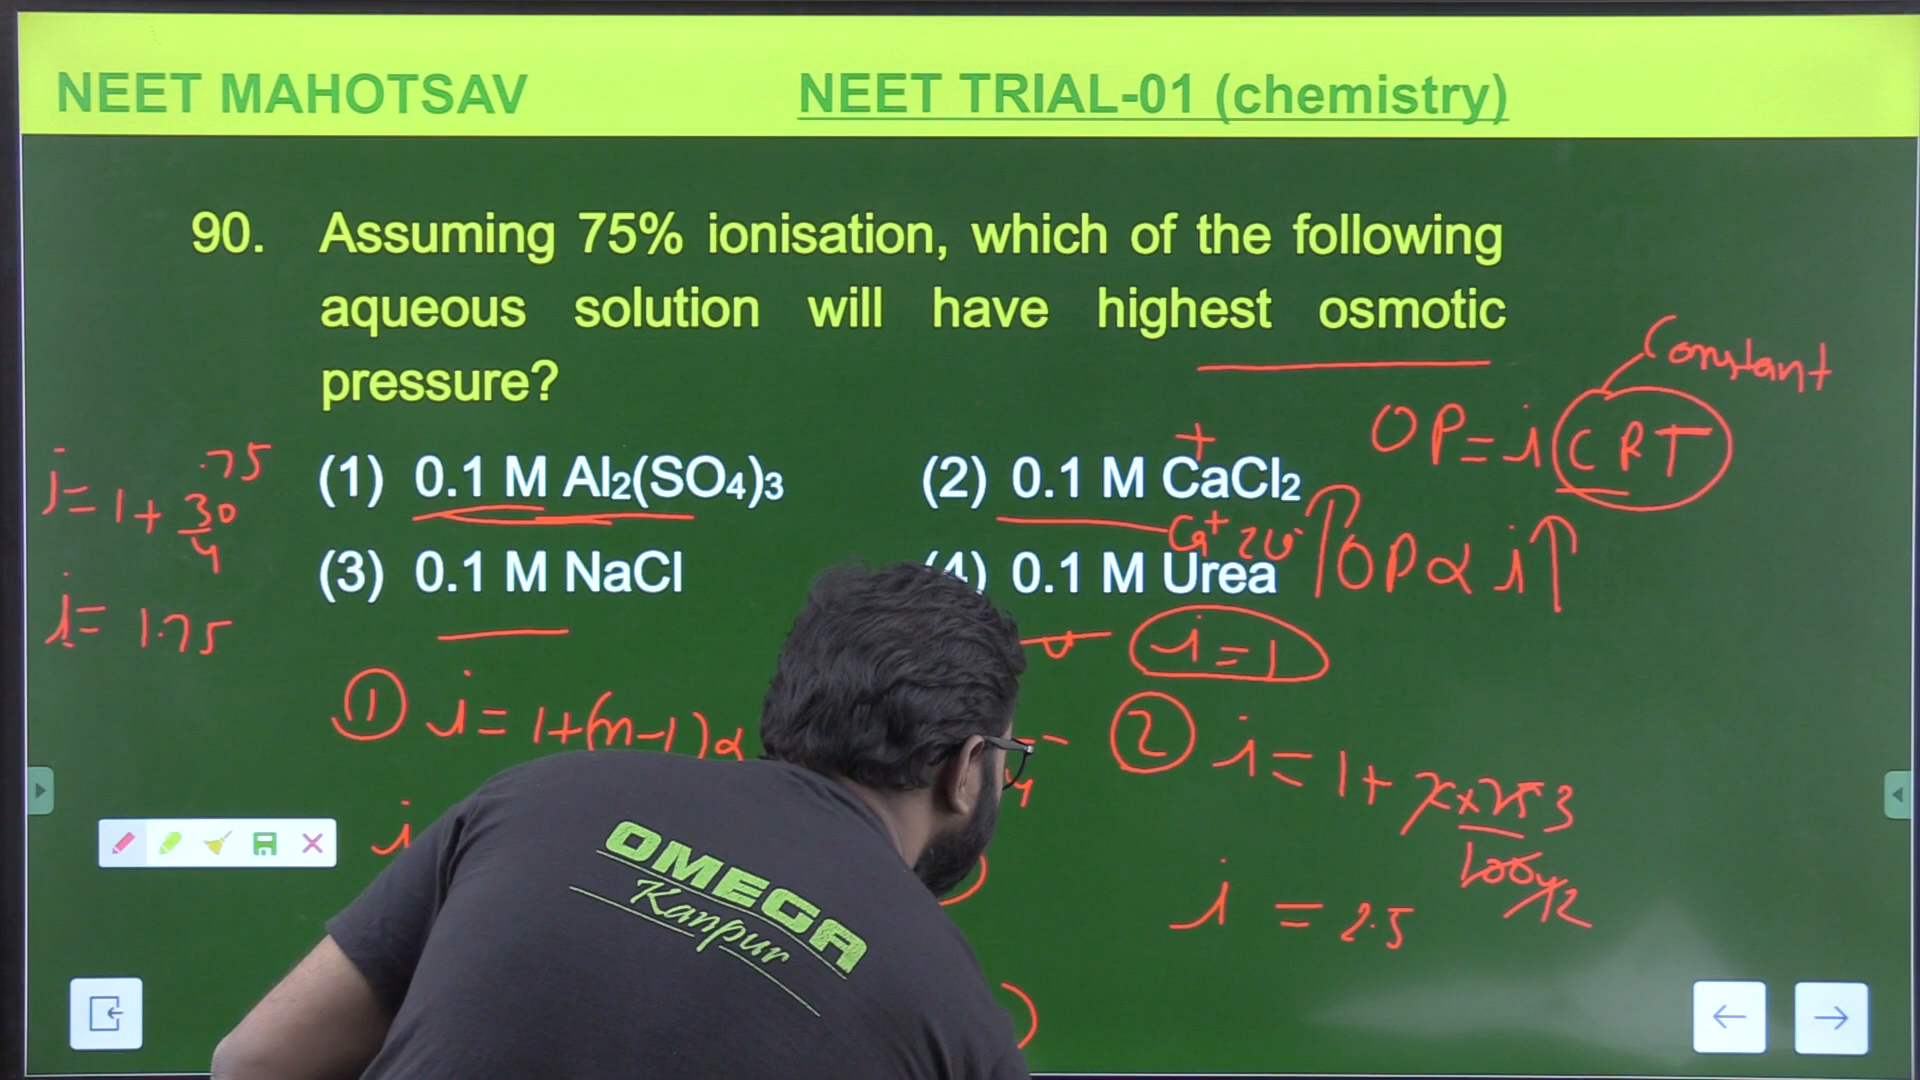 NEET MAHOTSAV NEET TRIAL-01 (chemistry)
90. Assuming 75% ionisation, which of the following
aqueous solution will have highest osmotic
pressure?
(1) 0.1 M Al₂(SO₄)₃ (2) 0.1 M CaCl₂
(3) 0.1 M NaCl (4) 0.1 M Urea
Constant
OP = i CRT
OP ∝ i
i = 1 + 30/4 .75
i = 1.75
i = 1
① i = 1+(n-1)α
i
② i = 1 + 2x75 3
100 42
i = 2.5
OMEGA
Kanpur